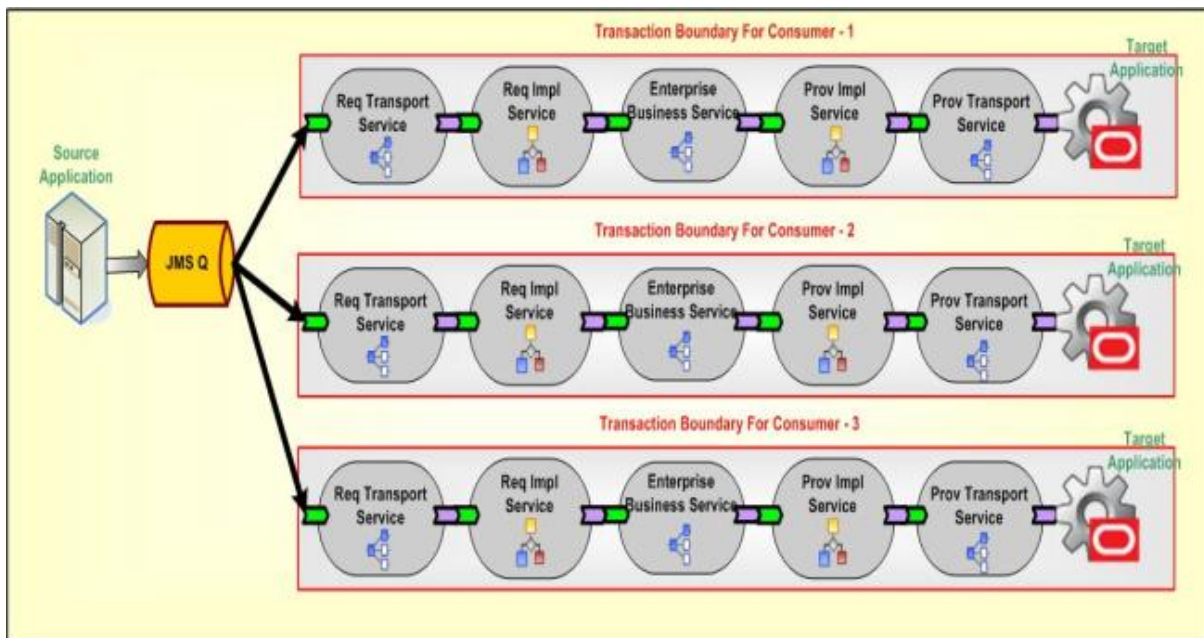 Transaction Boundary For Consumer - 1
Target
Application
Req Transport
Service
Req Impl
Service
Enterprise
Business Service
Prov Impl
Service
Prov Transport
Service
Source
Application
JMS Q
Transaction Boundary For Consumer - 2
Target
Application
Req Transport
Service
Req Impl
Service
Enterprise
Business Service
Prov Impl
Service
Prov Transport
Service
Transaction Boundary For Consumer - 3
Target
Application
Req Transport
Service
Req Impl
Service
Enterprise
Business Service
Prov Impl
Service
Prov Transport
Service